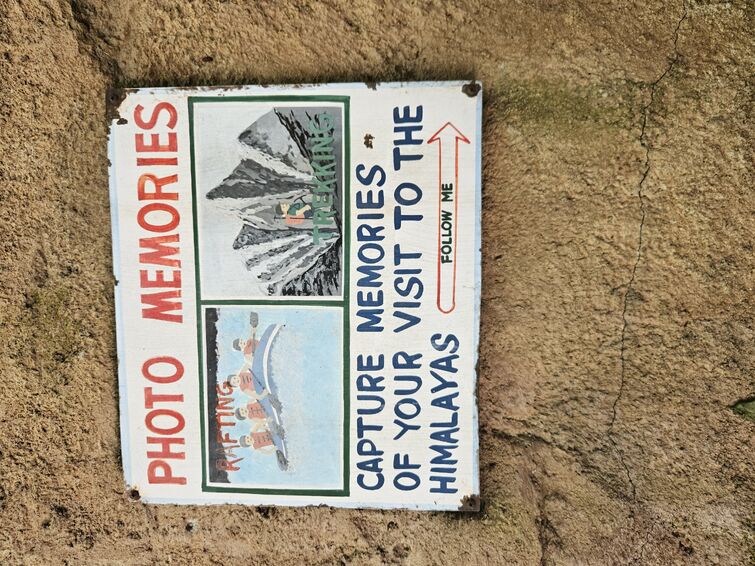 PHOTO MEMORIES
RAFTING
TREKKING
CAPTURE MEMORIES
OF YOUR VISIT TO THE
HIMALAYAS
FOLLOW ME